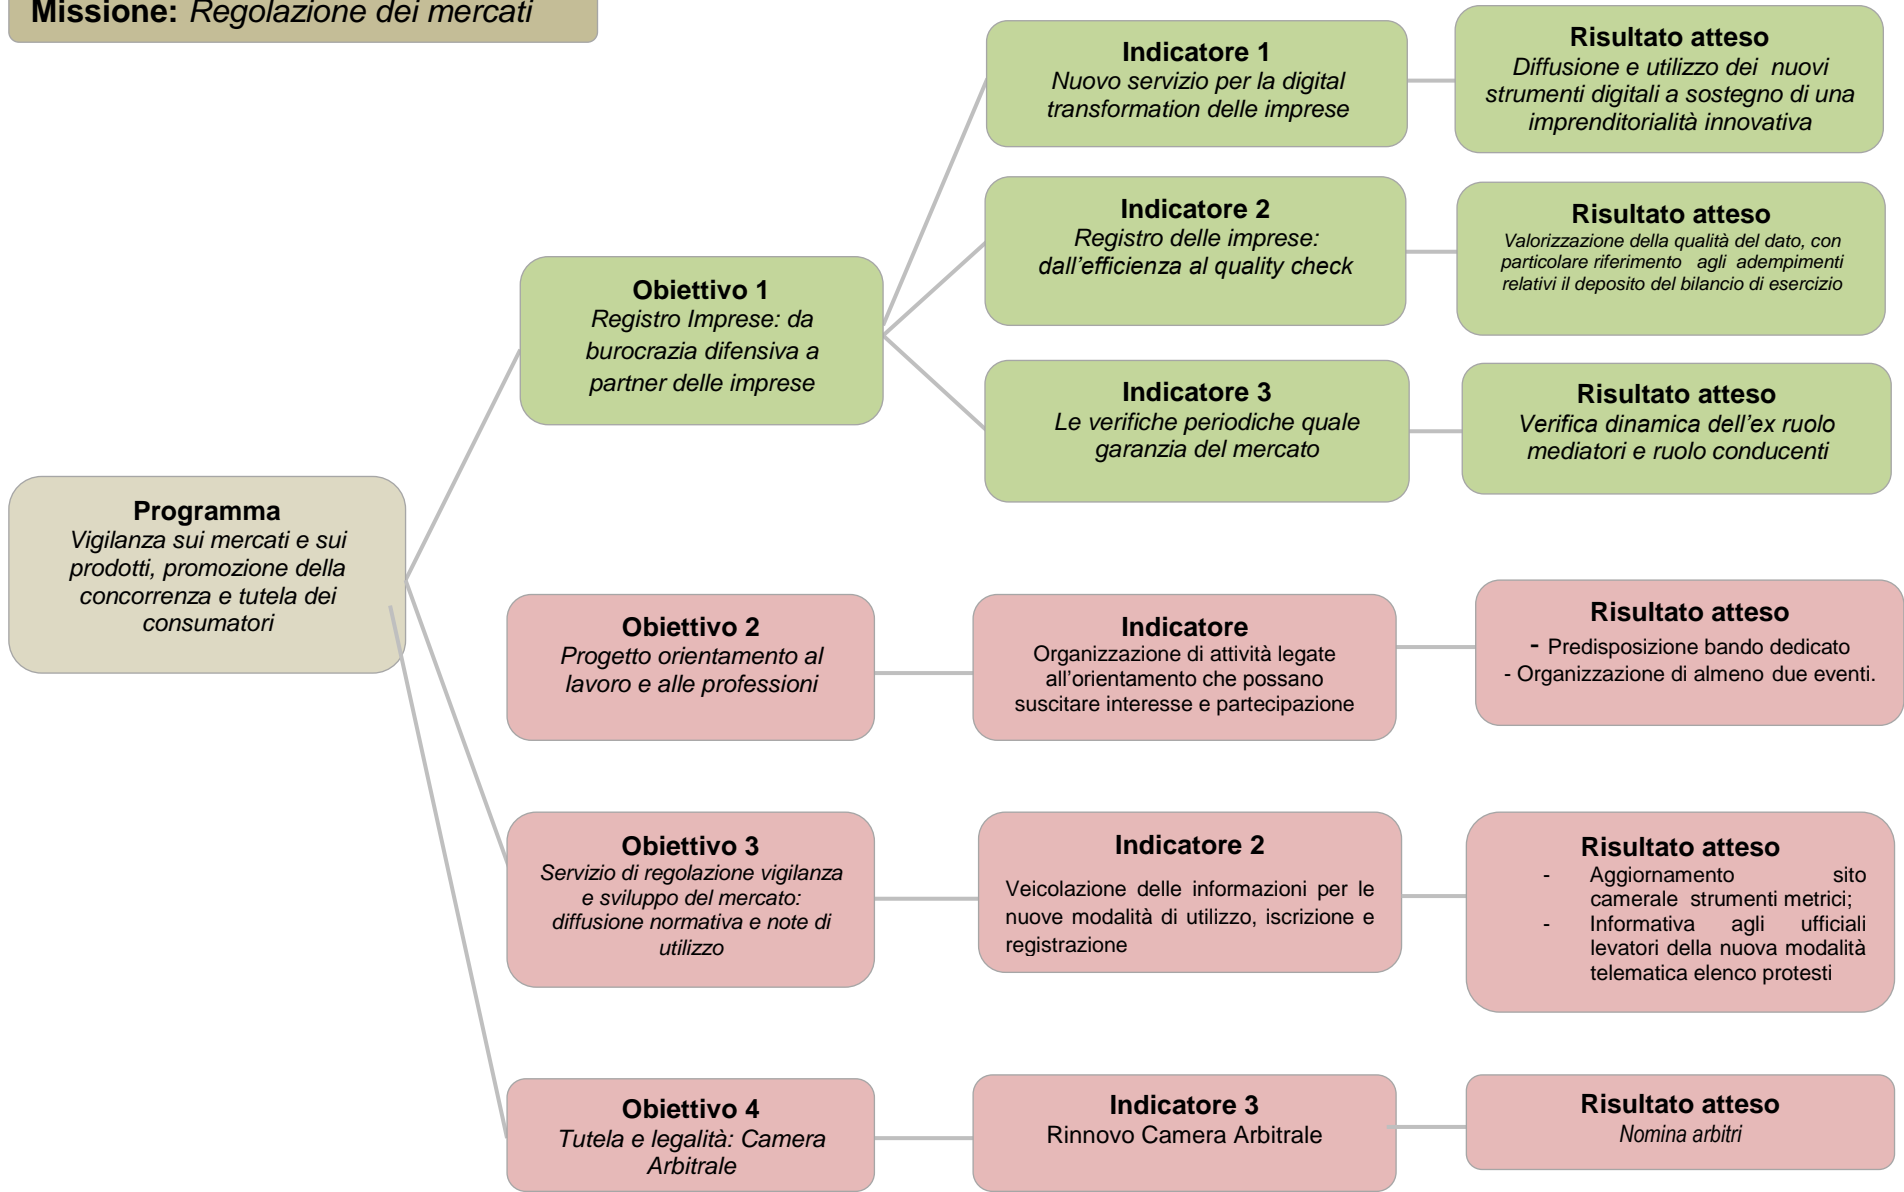 Missione: Regolazione dei mercati
Programma
Vigilanza sui mercati e sui
prodotti, promozione della
concorrenza e tutela dei
consumatori
Obiettivo 1
Registro Imprese: da
burocrazia difensiva a
partner delle imprese
Indicatore 1
Nuovo servizio per la digital
transformation delle imprese
Risultato atteso
Diffusione e utilizzo dei nuovi
strumenti digitali a sostegno di una
imprenditorialità innovativa
Indicatore 2
Registro delle imprese:
dall'efficienza al quality check
Risultato atteso
Valorizzazione della qualità del dato, con
particolare riferimento agli adempimenti
relativi il deposito del bilancio di esercizio
Indicatore 3
Le verifiche periodiche quale
garanzia del mercato
Risultato atteso
Verifica dinamica dell'ex ruolo
mediatori e ruolo conducenti
Obiettivo 2
Progetto orientamento al
lavoro e alle professioni
Indicatore
Organizzazione di attività legate
all'orientamento che possano
suscitare interesse e partecipazione
Risultato atteso
- Predisposizione bando dedicato
- Organizzazione di almeno due eventi.
Obiettivo 3
Servizio di regolazione vigilanza
e sviluppo del mercato:
diffusione normativa e note di
utilizzo
Indicatore 2
Veicolazione delle informazioni per le
nuove modalità di utilizzo, iscrizione e
registrazione
Risultato atteso
- Aggiornamento sito
camerale strumenti metrici;
- Informativa agli ufficiali
levatori della nuova modalità
telematica elenco protesti
Obiettivo 4
Tutela e legalità: Camera
Arbitrale
Indicatore 3
Rinnovo Camera Arbitrale
Risultato atteso
Nomina arbitri